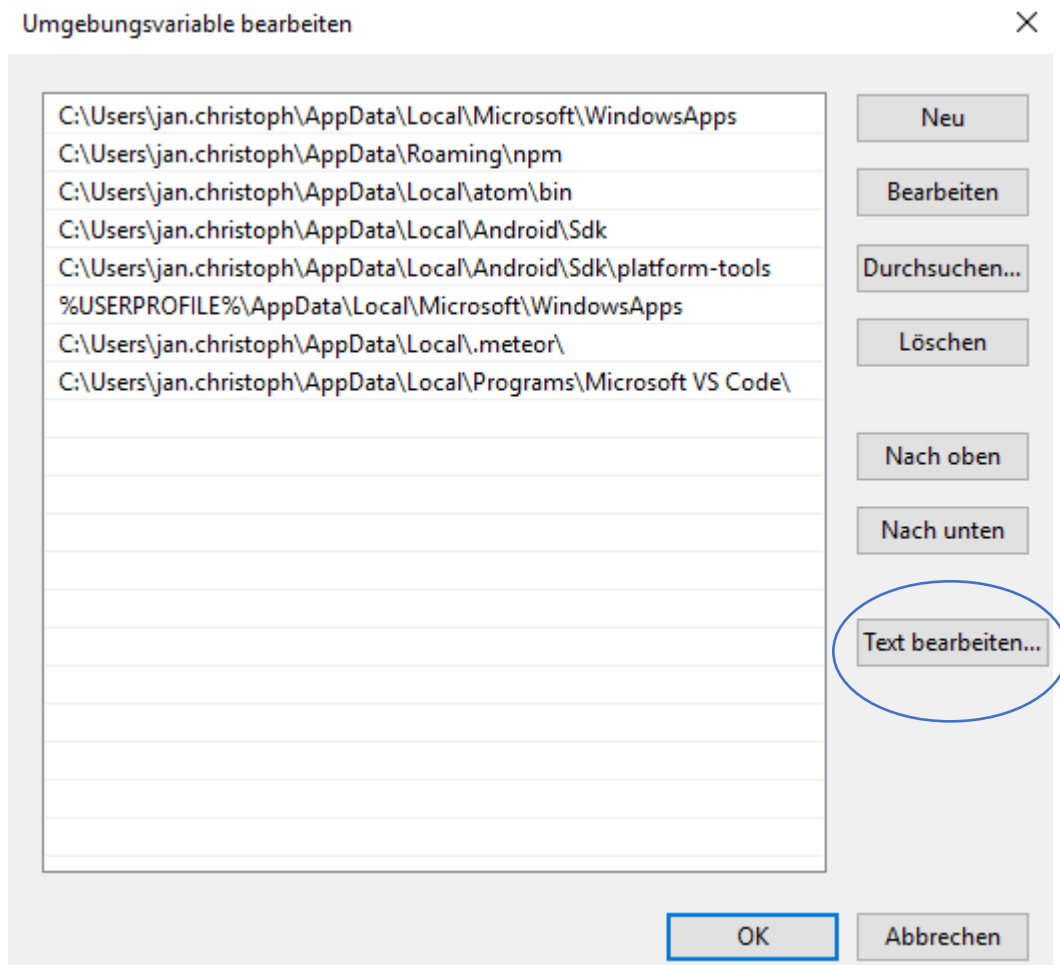 Umgebungsvariable bearbeiten
C:\Users\jan.christoph\AppData\Local\Microsoft\WindowsApps
C:\Users\jan.christoph\AppData\Roaming\npm
C:\Users\jan.christoph\AppData\Local\atom\bin
C:\Users\jan.christoph\AppData\Local\Android\Sdk
C:\Users\jan.christoph\AppData\Local\Android\Sdk\platform-tools
%USERPROFILE%\AppData\Local\Microsoft\WindowsApps
C:\Users\jan.christoph\AppData\Local\.meteor\
C:\Users\jan.christoph\AppData\Local\Programs\Microsoft VS Code\
Neu
Bearbeiten
Durchsuchen...
Löschen
Nach oben
Nach unten
Text bearbeiten...
OK
Abbrechen